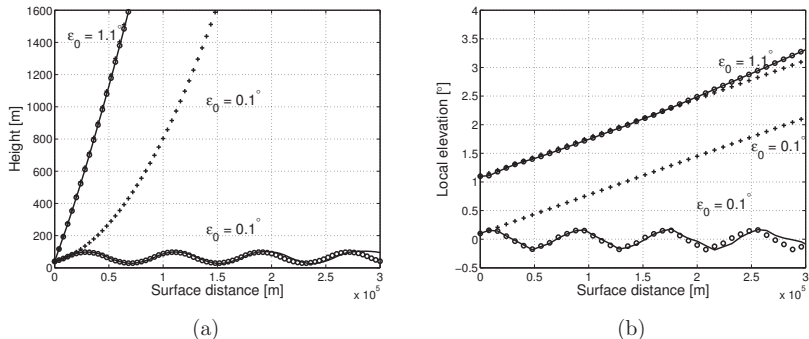 1600
1400
1200
1000
800
600
400
200
0
Height [m]
ε0 = 1.1°
ε0 = 0.1°
ε0 = 0.1°
0 0.5 1 1.5 2 2.5 3
Surface distance [m]
x 10^5
(a)
4
3.5
3
2.5
2
1.5
1
0.5
0
−0.5
Local elevation [°]
ε0 = 1.1°
ε0 = 0.1°
ε0 = 0.1°
0 0.5 1 1.5 2 2.5 3
Surface distance [m]
x 10^5
(b)